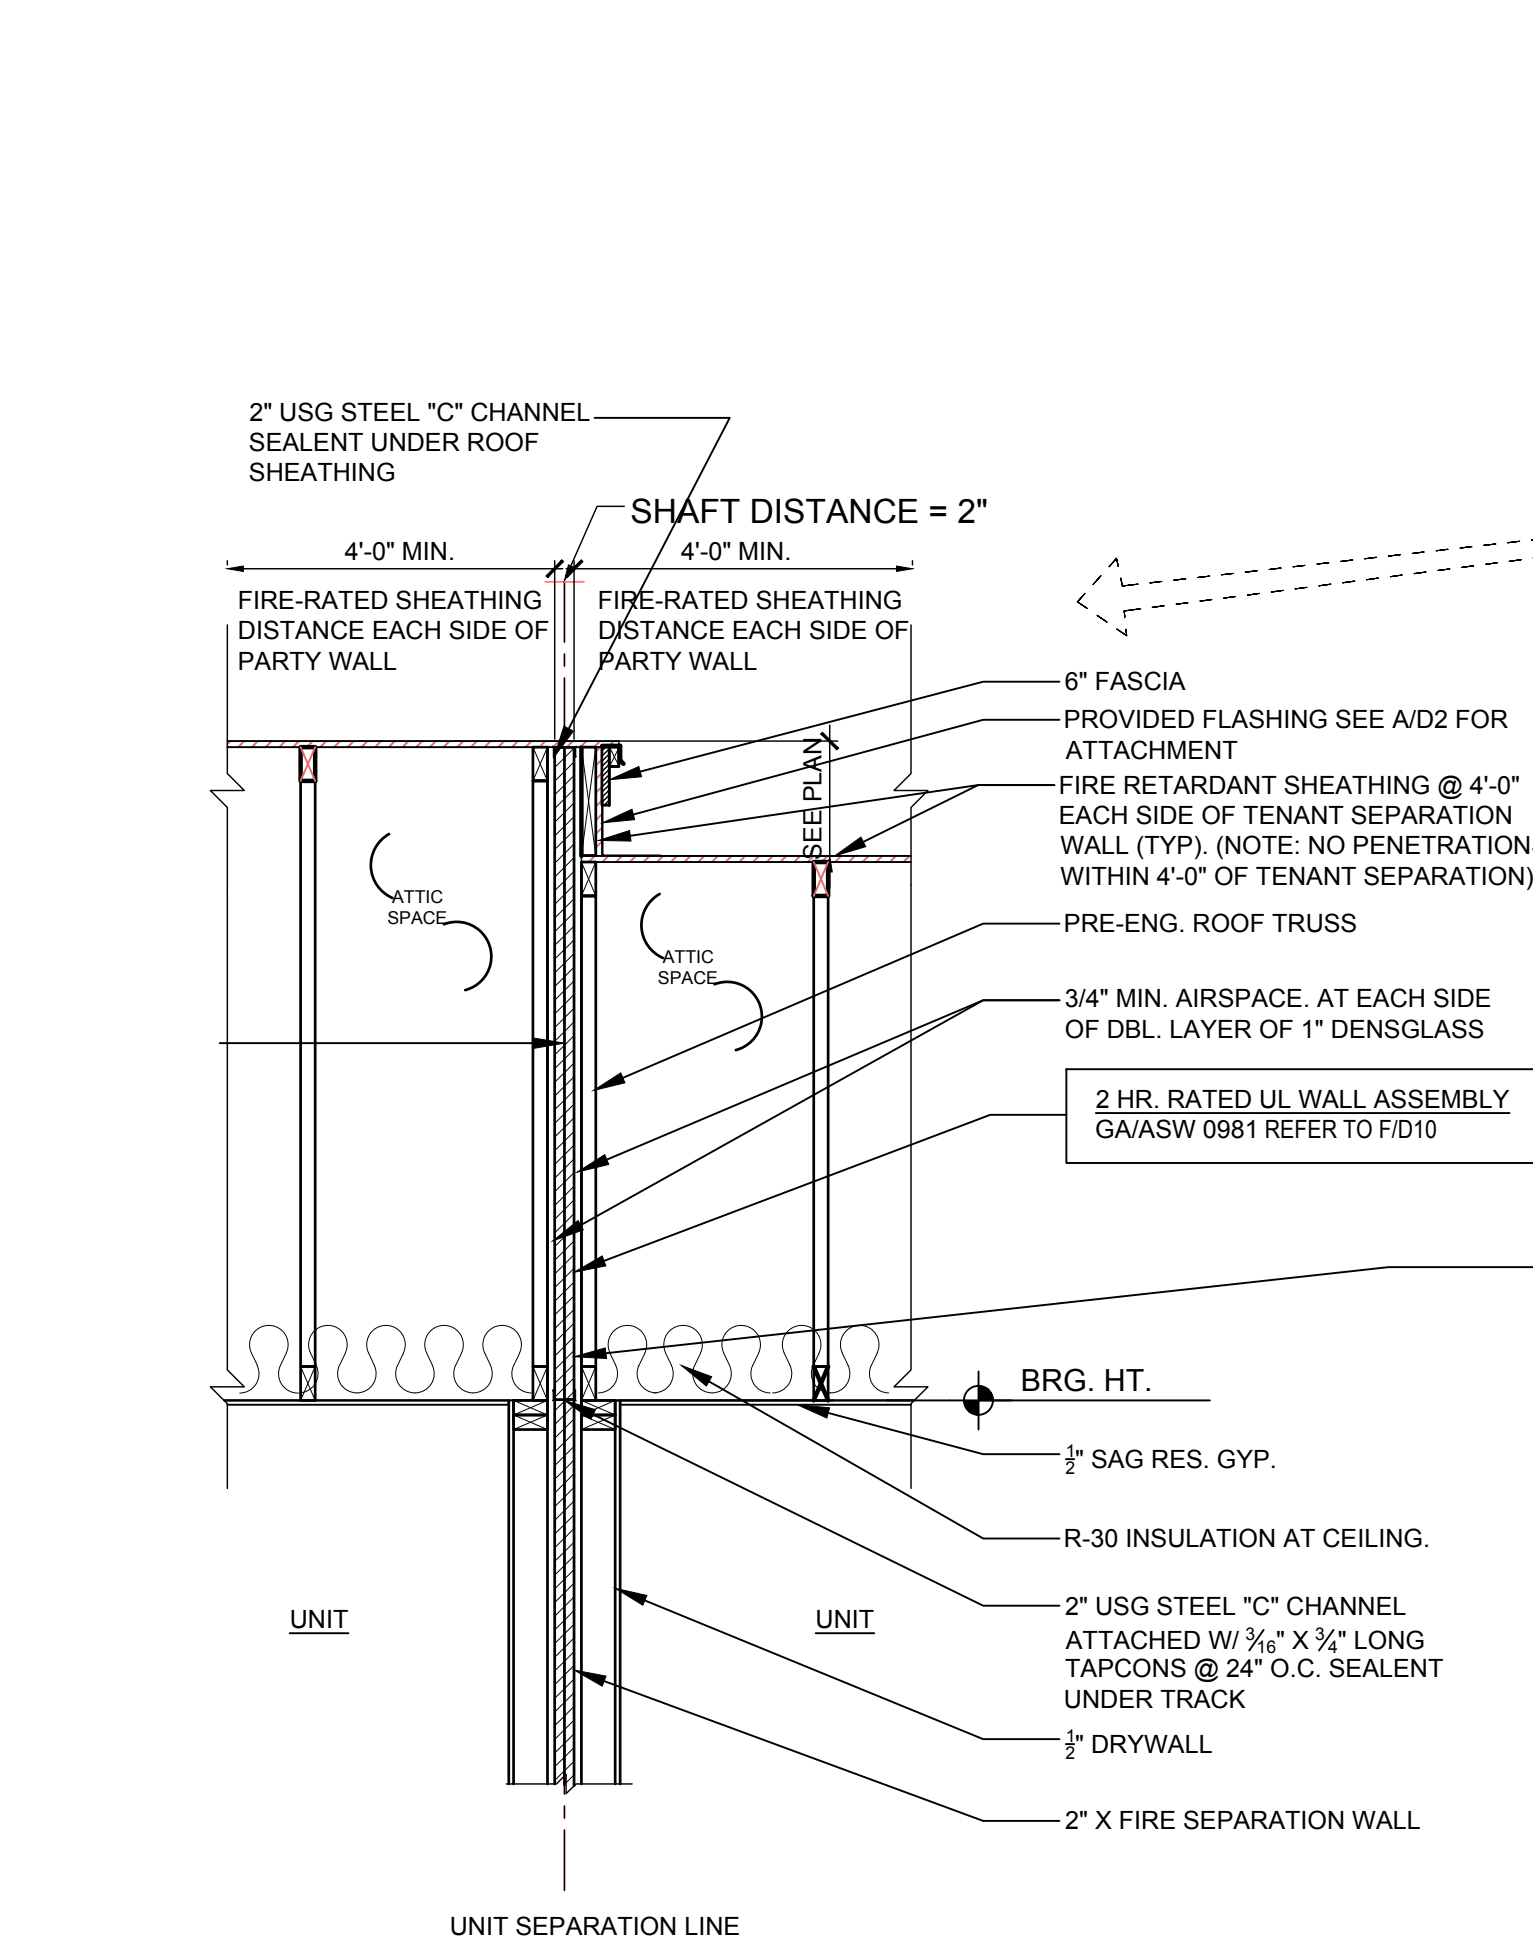 2" USG STEEL "C" CHANNEL
SEALENT UNDER ROOF
SHEATHING
SHAFT DISTANCE = 2"
4'-0" MIN.
4'-0" MIN.
FIRE-RATED SHEATHING
DISTANCE EACH SIDE OF
PARTY WALL
FIRE-RATED SHEATHING
DISTANCE EACH SIDE OF
PARTY WALL
6" FASCIA
PROVIDED FLASHING SEE A/D2 FOR
ATTACHMENT
SEE PLAN
FIRE RETARDANT SHEATHING @ 4'-0"
EACH SIDE OF TENANT SEPARATION
WALL (TYP). (NOTE: NO PENETRATIONS
WITHIN 4'-0" OF TENANT SEPARATION)
ATTIC
SPACE
ATTIC
SPACE
PRE-ENG. ROOF TRUSS
3/4" MIN. AIRSPACE. AT EACH SIDE
OF DBL. LAYER OF 1" DENSGLASS
2 HR. RATED UL WALL ASSEMBLY
GA/ASW 0981 REFER TO F/D10
BRG. HT.
½" SAG RES. GYP.
R-30 INSULATION AT CEILING.
UNIT
UNIT
2" USG STEEL "C" CHANNEL
ATTACHED W/ 3⁄16" X ¾" LONG
TAPCONS @ 24" O.C. SEALENT
UNDER TRACK
½" DRYWALL
2" X FIRE SEPARATION WALL
UNIT SEPARATION LINE